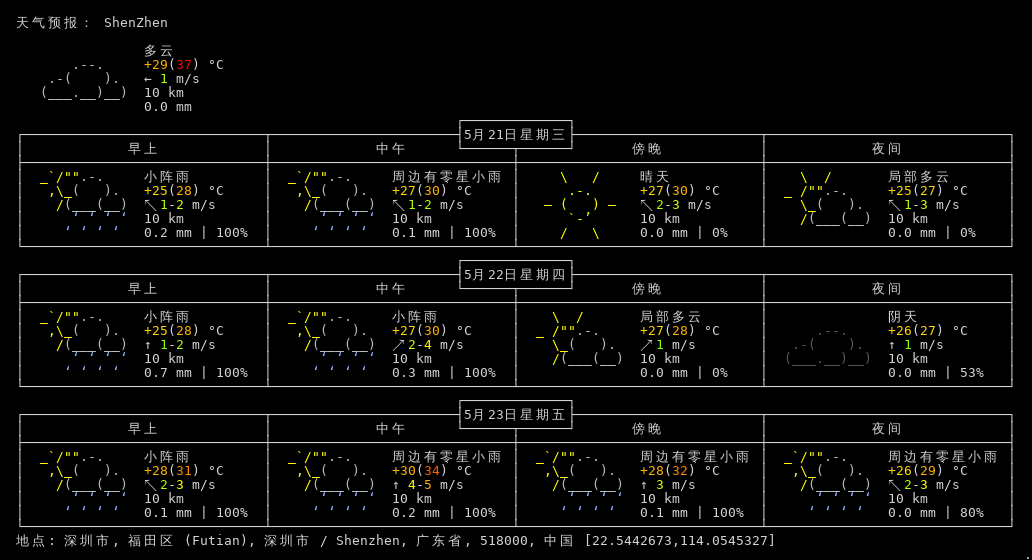 天气预报： ShenZhen
多云
+29(37) °C
← 1 m/s
10 km
0.0 mm
5月21日星期三
早上 中午 傍晚 夜间
小阵雨 周边有零星小雨 晴天 局部多云
+25(28) °C +27(30) °C +27(30) °C +25(27) °C
↖ 1-2 m/s ↖ 1-2 m/s ↖ 2-3 m/s ↖ 1-3 m/s
10 km 10 km 10 km 10 km
0.2 mm | 100% 0.1 mm | 100% 0.0 mm | 0% 0.0 mm | 0%
5月22日星期四
早上 中午 傍晚 夜间
小阵雨 小阵雨 局部多云 阴天
+25(28) °C +27(30) °C +27(28) °C +26(27) °C
↑ 1-2 m/s ↗ 2-4 m/s ↗ 1 m/s ↑ 1 m/s
10 km 10 km 10 km 10 km
0.7 mm | 100% 0.3 mm | 100% 0.0 mm | 0% 0.0 mm | 53%
5月23日星期五
早上 中午 傍晚 夜间
小阵雨 周边有零星小雨 周边有零星小雨 周边有零星小雨
+28(31) °C +30(34) °C +28(32) °C +26(29) °C
↖ 2-3 m/s ↑ 4-5 m/s ↑ 3 m/s ↖ 2-3 m/s
10 km 10 km 10 km 10 km
0.1 mm | 100% 0.2 mm | 100% 0.1 mm | 100% 0.0 mm | 80%
地点: 深圳市, 福田区 (Futian), 深圳市 / Shenzhen, 广东省, 518000, 中国 [22.5442673,114.0545327]